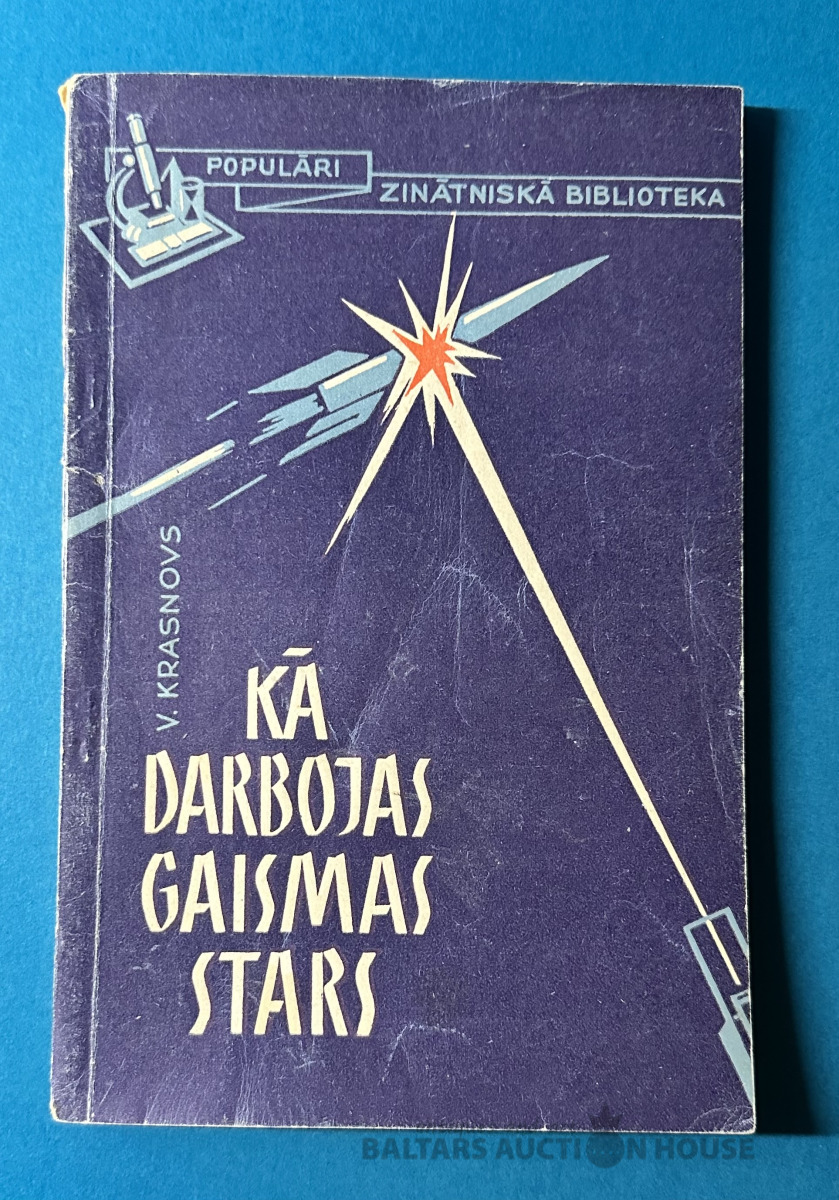 POPULĀRI
ZINĀTNISKĀ BIBLIOTEKA
V. KRASNOVS
KĀ
DARBOJAS
GAISMAS
STARS
BALTARS AUCTION HOUSE